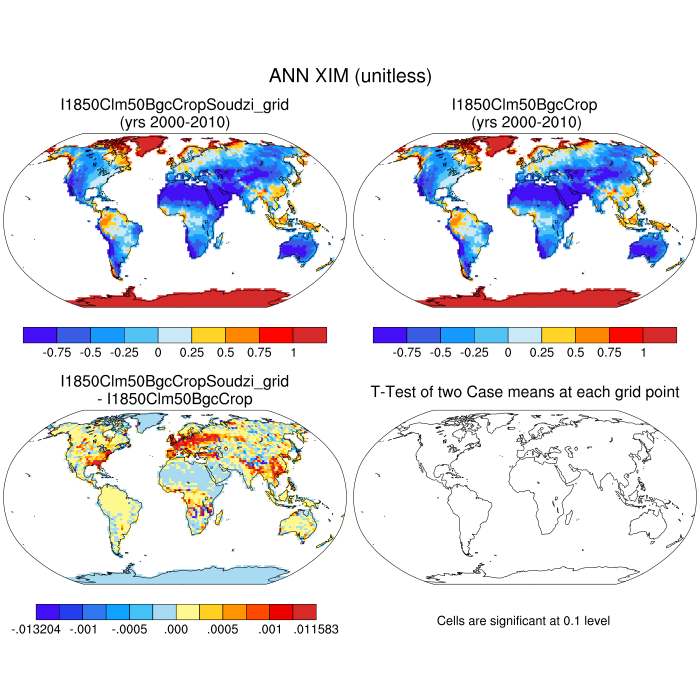 ANN XIM (unitless)
I1850Clm50BgcCropSoudzi_grid
(yrs 2000-2010)
I1850Clm50BgcCrop
(yrs 2000-2010)
-0.75 -0.5 -0.25 0 0.25 0.5 0.75 1
-0.75 -0.5 -0.25 0 0.25 0.5 0.75 1
I1850Clm50BgcCropSoudzi_grid
- I1850Clm50BgcCrop
T-Test of two Case means at each grid point
-.013204 -.001 -.0005 .000 .0005 .001 .011583
Cells are significant at 0.1 level